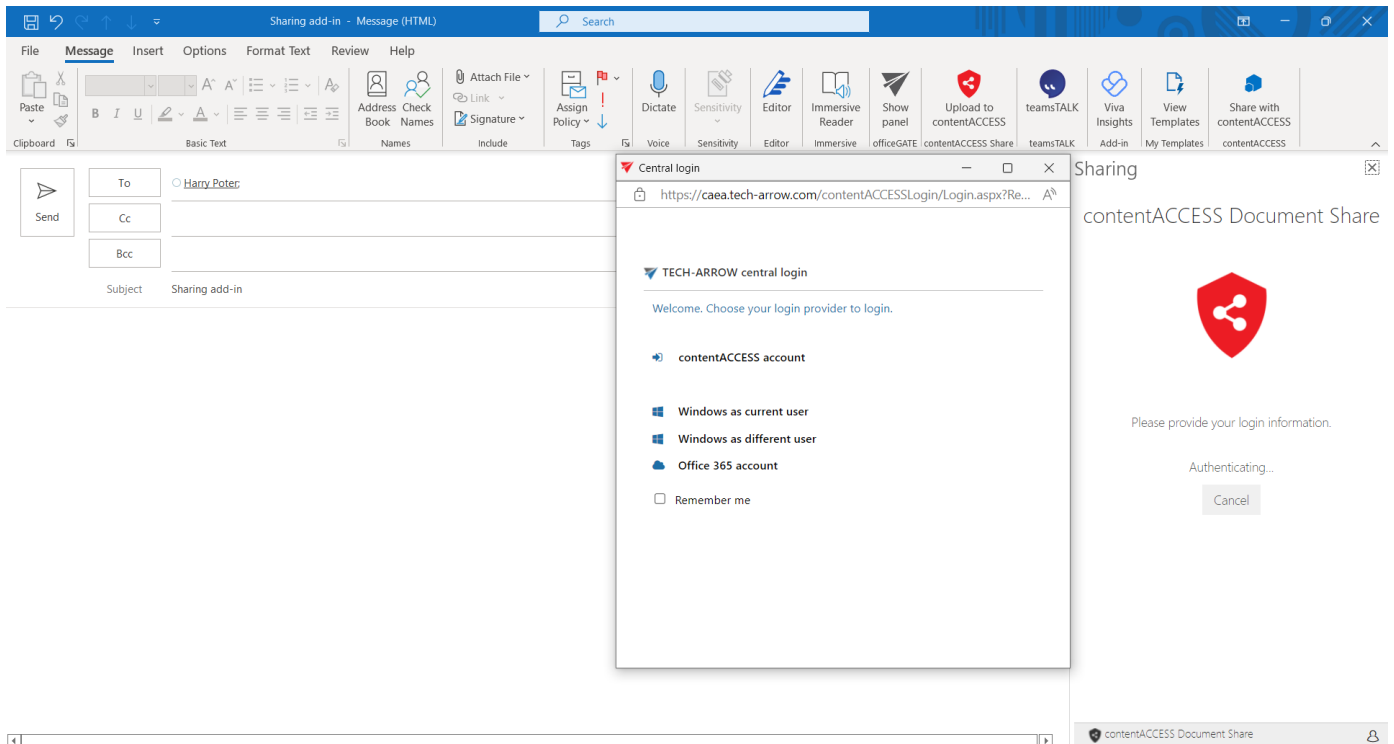 Sharing add-in - Message (HTML)
Search
File Message Insert Options Format Text Review Help
Paste
Clipboard
A^ A˅
B I U A
Basic Text
Address Book
Check Names
Names
Attach File
Link
Signature
Include
Assign Policy
Tags
Dictate
Voice
Sensitivity
Sensitivity
Editor
Editor
Immersive Reader
Immersive
Show panel
officeGATE
Upload to contentACCESS
contentACCESS Share
teamsTALK
teamsTALK
Viva Insights
Add-in
View Templates
My Templates
Share with contentACCESS
contentACCESS
Send
To
Harry Poter;
Cc
Bcc
Subject Sharing add-in
Central login
https://caea.tech-arrow.com/contentACCESSLogin/Login.aspx?Re...
TECH-ARROW central login
Welcome. Choose your login provider to login.
contentACCESS account
Windows as current user
Windows as different user
Office 365 account
Remember me
Sharing
contentACCESS Document Share
Please provide your login information.
Authenticating...
Cancel
contentACCESS Document Share